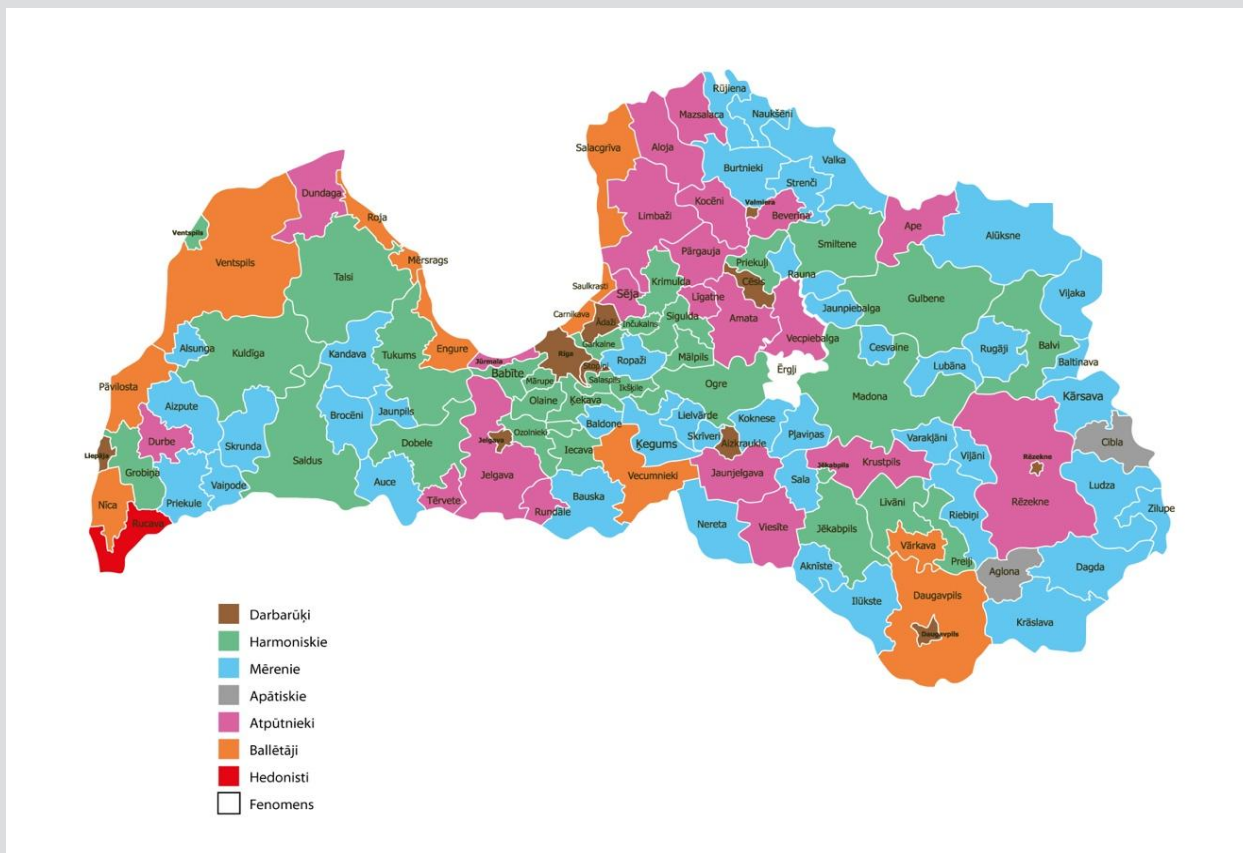 Rūjiena
Mazsalaca
Naukšēni
Salacgrīva
Aloja
Valka
Burtnieki
Strenči
Dundaga
Kocēni
Valmiera
Limbaži
Beverīna
Roja
Ape
Ventspils
Alūksne
Smiltene
Pārgauja
Mērsrags
Ventspils
Priekuļi
Talsi
Rauna
Cēsis
Krimulda
Saulkrasti
Sēja
Līgatne
Viļaka
Gulbene
Jaunpiebalga
Carnikava
Sigulda
Amata
Ādaži
Inčukalns
Vecpiebalga
Garkalne
Alsunga
Kuldīga
Kandava
Tukums
Engure
Cesvaine
Rugāji
Balvi
Rīga
Mālpils
Jūrmala
Ropaži
Baltinava
Lubāna
Stopiņi
Ērgļi
Babīte
Mārupe
Salaspils
Ikšķile
Ogre
Pāvilosta
Kārsava
Madona
Olaine
Ķekava
Aizpute
Brocēni
Jaunpils
Lielvārde
Koknese
Baldone
Ozolnieki
Skrīveri
Pļaviņas
Varakļāni
Durbe
Jelgava
Dobele
Cibla
Skrunda
Ķegums
Aizkraukle
Iecava
Liepāja
Viļāni
Rēzekne
Saldus
Krustpils
Jēkabpils
Grobiņa
Jelgava
Jaunjelgava
Vecumnieki
Sala
Auce
Vaiņode
Ludza
Bauska
Tērvete
Rēzekne
Līvāni
Priekule
Nīca
Zilupe
Rundāle
Riebiņi
Rucava
Nereta
Viesīte
Jēkabpils
Vārkava
Preiļi
Aknīste
Aglona
Dagda
Daugavpils
Ilūkste
Krāslava
Daugavpils
Darbarūķi
Harmoniskie
Mērenie
Apātiskie
Atpūtnieki
Ballētāji
Hedonisti
Fenomens